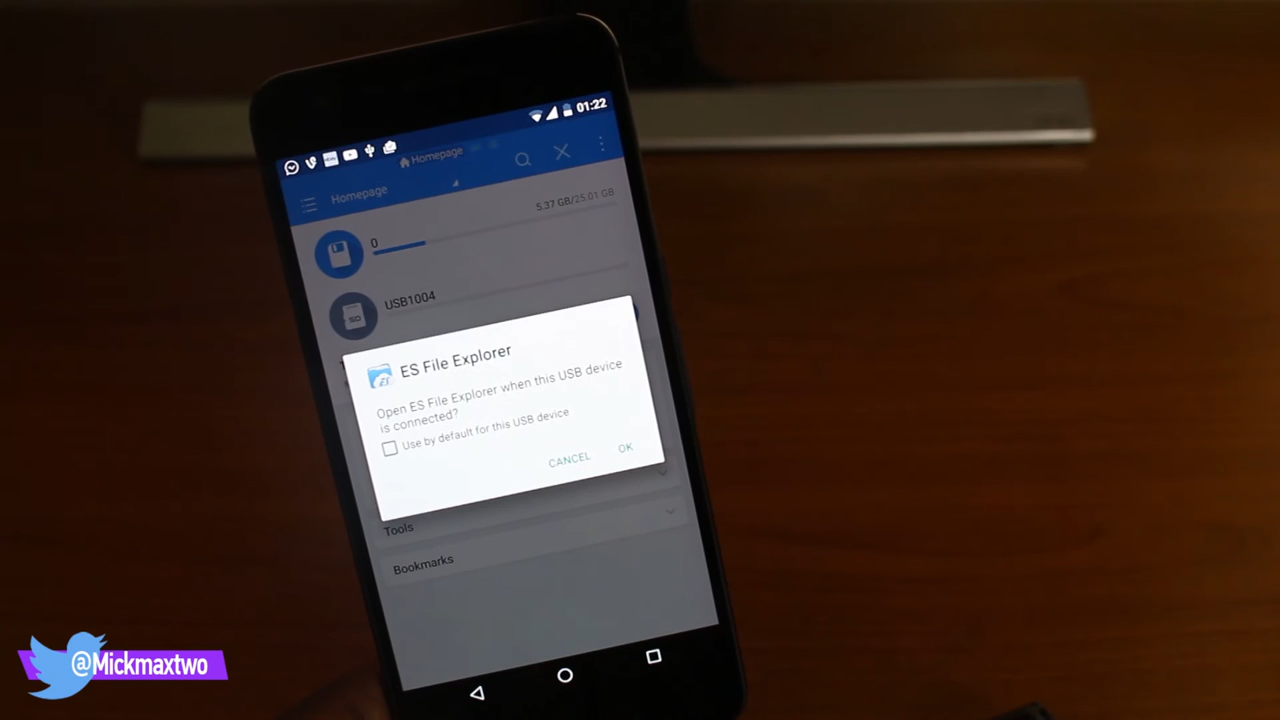 01:22
Homepage
Homepage
5.37 GB/25.01 GB
0
USB1004
SD
ES File Explorer
Open ES File Explorer when this USB device
is connected?
Use by default for this USB device
CANCEL OK
Tools
Bookmarks
@Mickmaxtwo